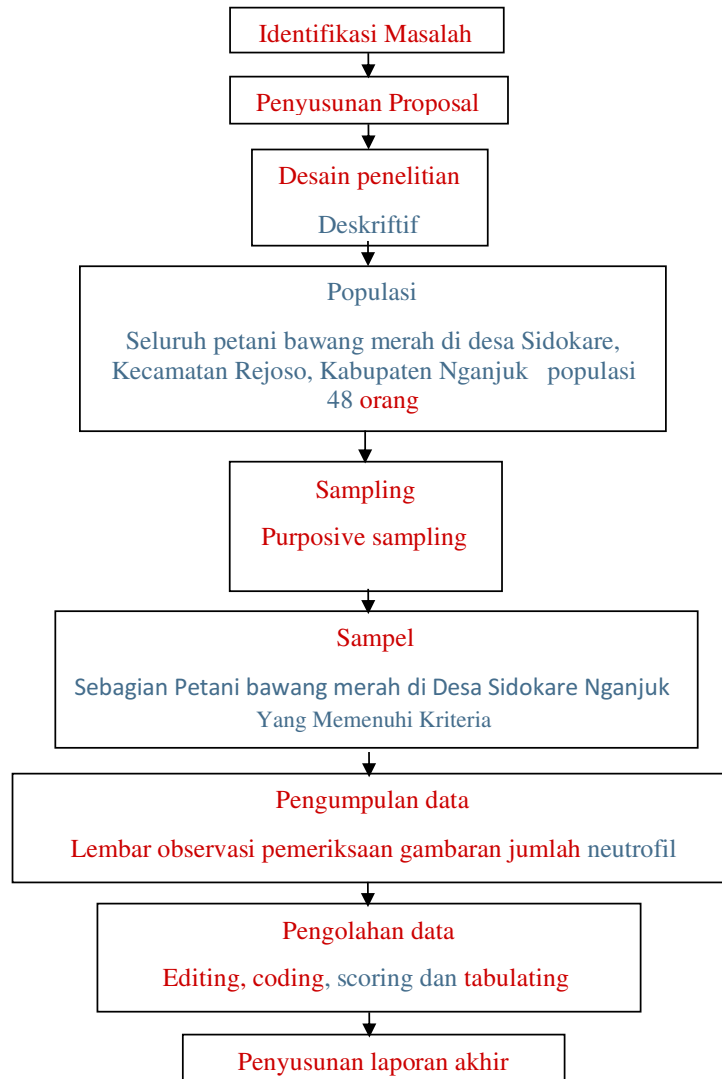 Identifikasi Masalah
Penyusunan Proposal
Desain penelitian
Deskriftif
Populasi
Seluruh petani bawang merah di desa Sidokare,
Kecamatan Rejoso, Kabupaten Nganjuk populasi
48 orang
Sampling
Purposive sampling
Sampel
Sebagian Petani bawang merah di Desa Sidokare Nganjuk
Yang Memenuhi Kriteria
Pengumpulan data
Lembar observasi pemeriksaan gambaran jumlah neutrofil
Pengolahan data
Editing, coding, scoring dan tabulating
Penyusunan laporan akhir